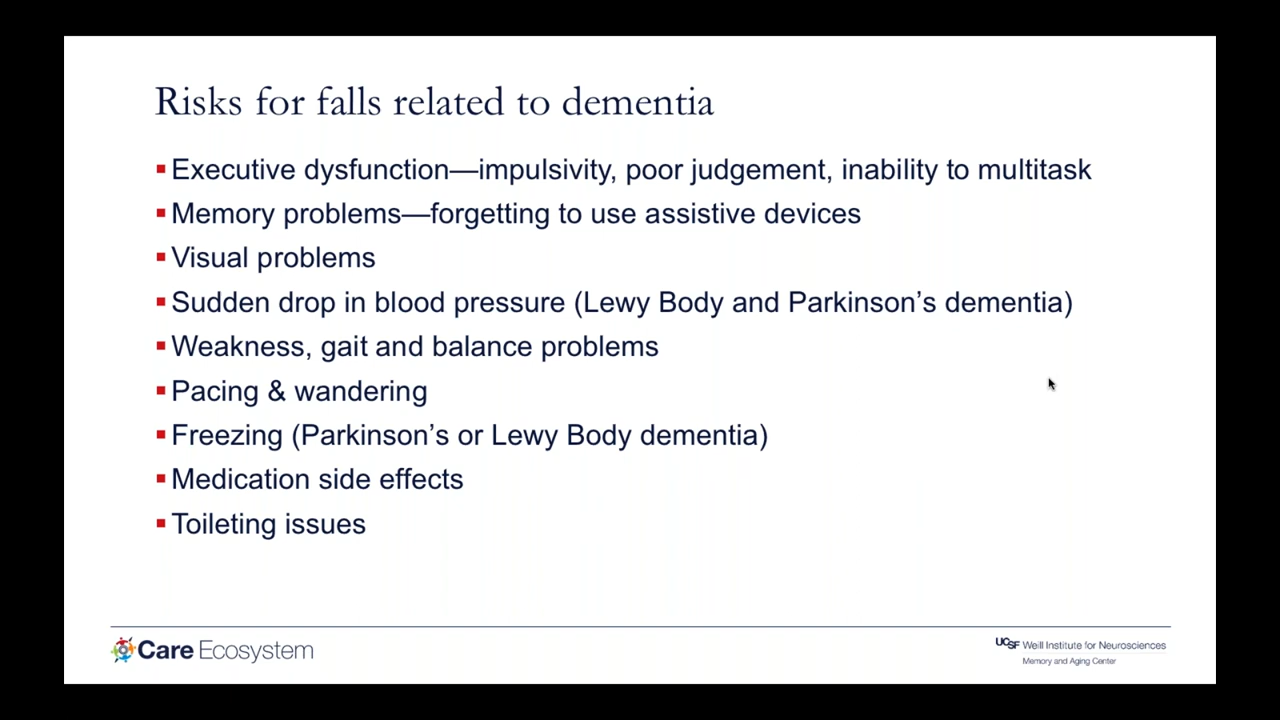 Risks for falls related to dementia
▪Executive dysfunction—impulsivity, poor judgement, inability to multitask
▪Memory problems—forgetting to use assistive devices
▪Visual problems
▪Sudden drop in blood pressure (Lewy Body and Parkinson’s dementia)
▪Weakness, gait and balance problems
▪Pacing & wandering
▪Freezing (Parkinson’s or Lewy Body dementia)
▪Medication side effects
▪Toileting issues
Care Ecosystem
UCSF Weill Institute for Neurosciences
Memory and Aging Center